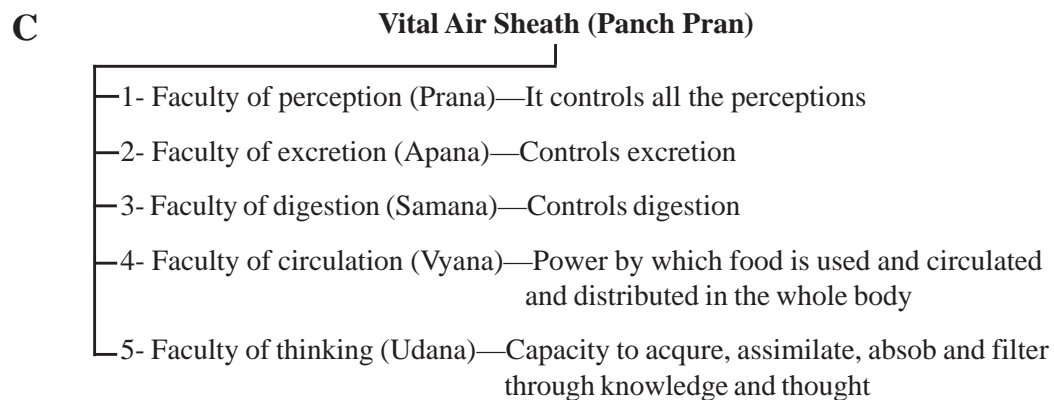 C
Vital Air Sheath (Panch Pran)
1- Faculty of perception (Prana)—It controls all the perceptions
2- Faculty of excretion (Apana)—Controls excretion
3- Faculty of digestion (Samana)—Controls digestion
4- Faculty of circulation (Vyana)—Power by which food is used and circulated
and distributed in the whole body
5- Faculty of thinking (Udana)—Capacity to acqure, assimilate, absob and filter
through knowledge and thought